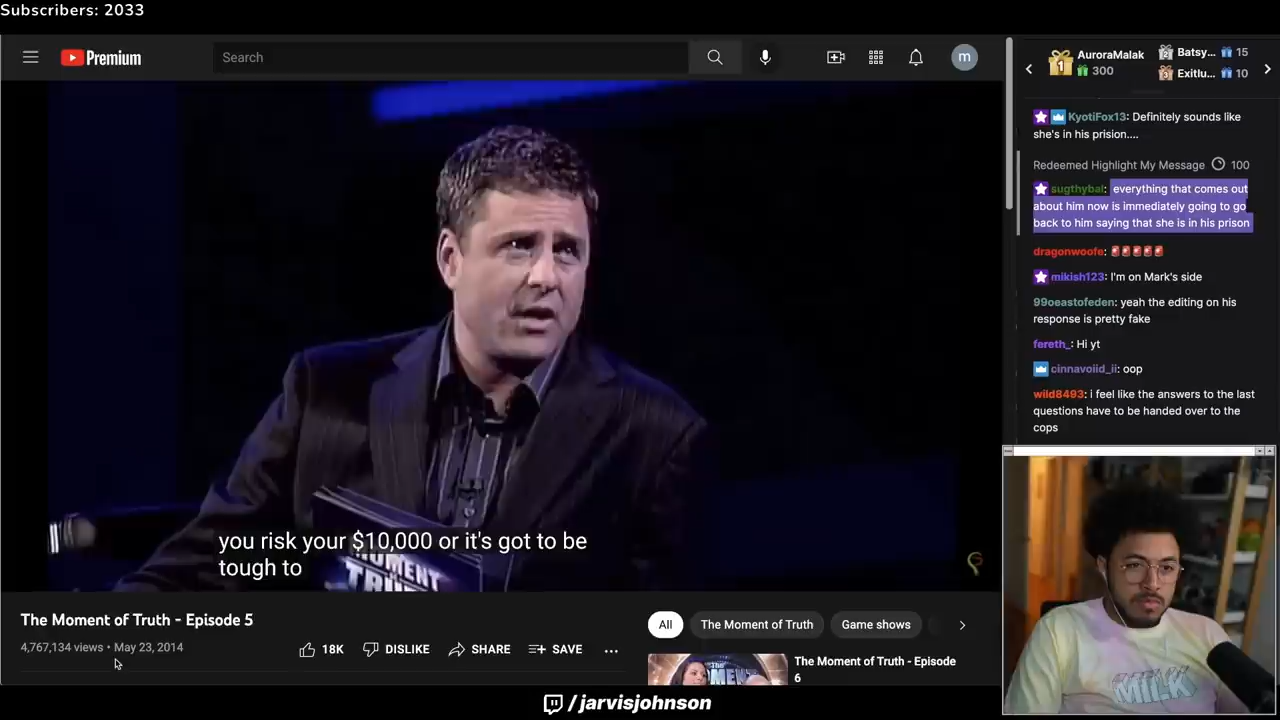 Subscribers: 2033
Premium
Search
m
AuroraMalak
300
Batsy... 15
Exitlu... 10
KyotiFox13: Definitely sounds like
she's in his prision....
Redeemed Highlight My Message 100
sugthybal: everything that comes out
about him now is immediately going to go
back to him saying that she is in his prison
dragonwoofe:
mikish123: I'm on Mark's side
99oeastofeden: yeah the editing on his
response is pretty fake
fereth_: Hi yt
cinnavoiid_ii: oop
wild8493: i feel like the answers to the last
questions have to be handed over to the
cops
you risk your $10,000 or it's got to be
tough to
MOMENT
TRUTH
The Moment of Truth - Episode 5
4,767,134 views • May 23, 2014
18K
DISLIKE
SHARE
SAVE
...
All
The Moment of Truth
Game shows
The Moment of Truth - Episode
6
MILK
/jarvisjohnson